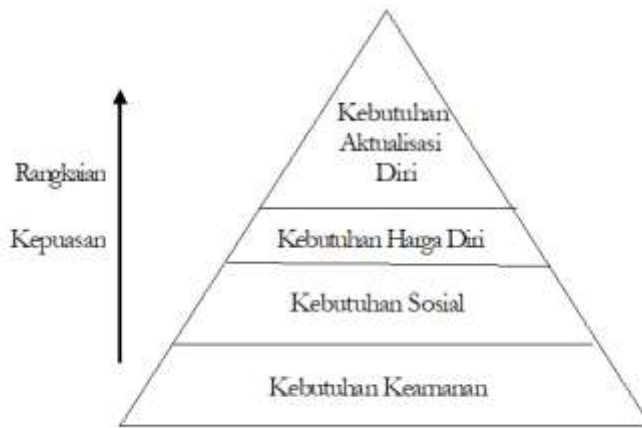 Kebutuhan
Aktualisasi
Diri
Rangkaian
Kepuasan
Kebutuhan Harga Diri
Kebutuhan Sosial
Kebutuhan Keamanan